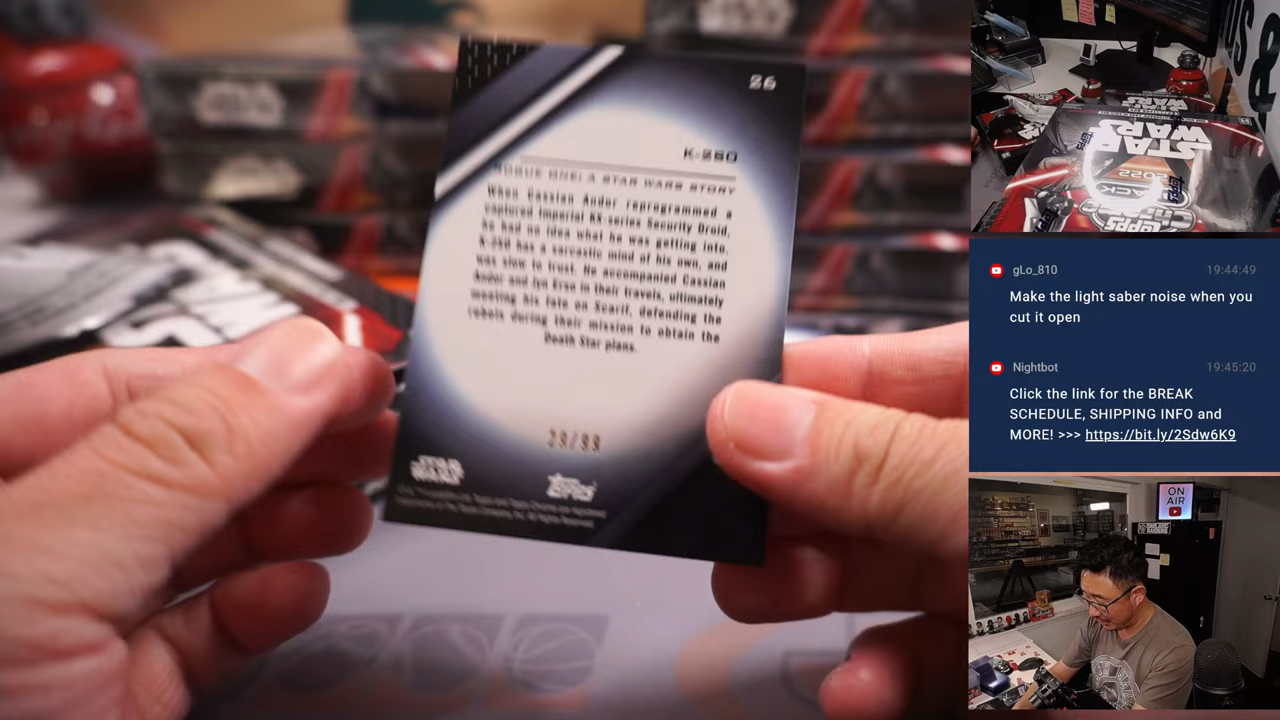 26
K-2SO
ROGUE ONE: A STAR WARS STORY
When Cassian Andor reprogrammed a
captured Imperial KX-series Security Droid,
he had no idea what he was getting into.
K-2SO has a sarcastic mind of his own, and
was slow to trust. He accompanied Cassian
Andor and Jyn Erso in their travels, ultimately
meeting his fate on Scarif, defending the
rebels during their mission to obtain the
Death Star plans.
STAR
WARS
topps
STAR
WARS
2022
topps
gLo_810 19:44:49
Make the light saber noise when you
cut it open
Nightbot 19:45:20
Click the link for the BREAK
SCHEDULE, SHIPPING INFO and
MORE! >>> https://bit.ly/2Sdw6K9
ON
AIR